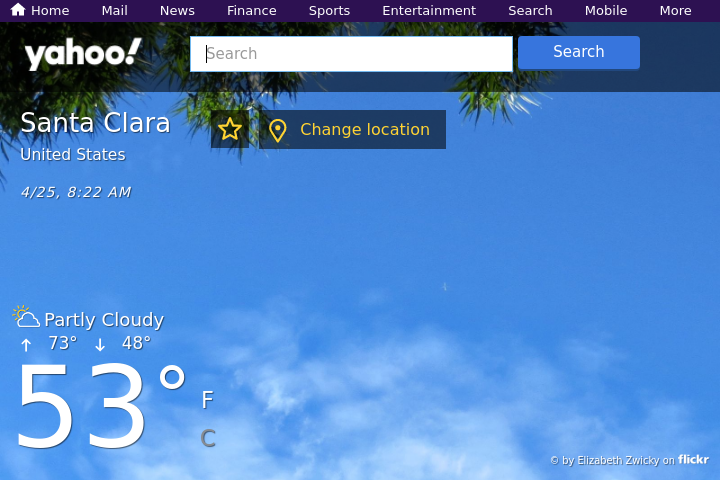 Home Mail News Finance Sports Entertainment Search Mobile More
yahoo!
Search
Search
Santa Clara
Change location
United States
4/25, 8:22 AM
Partly Cloudy
↑ 73° ↓ 48°
53° F
C
© by Elizabeth Zwicky on flickr